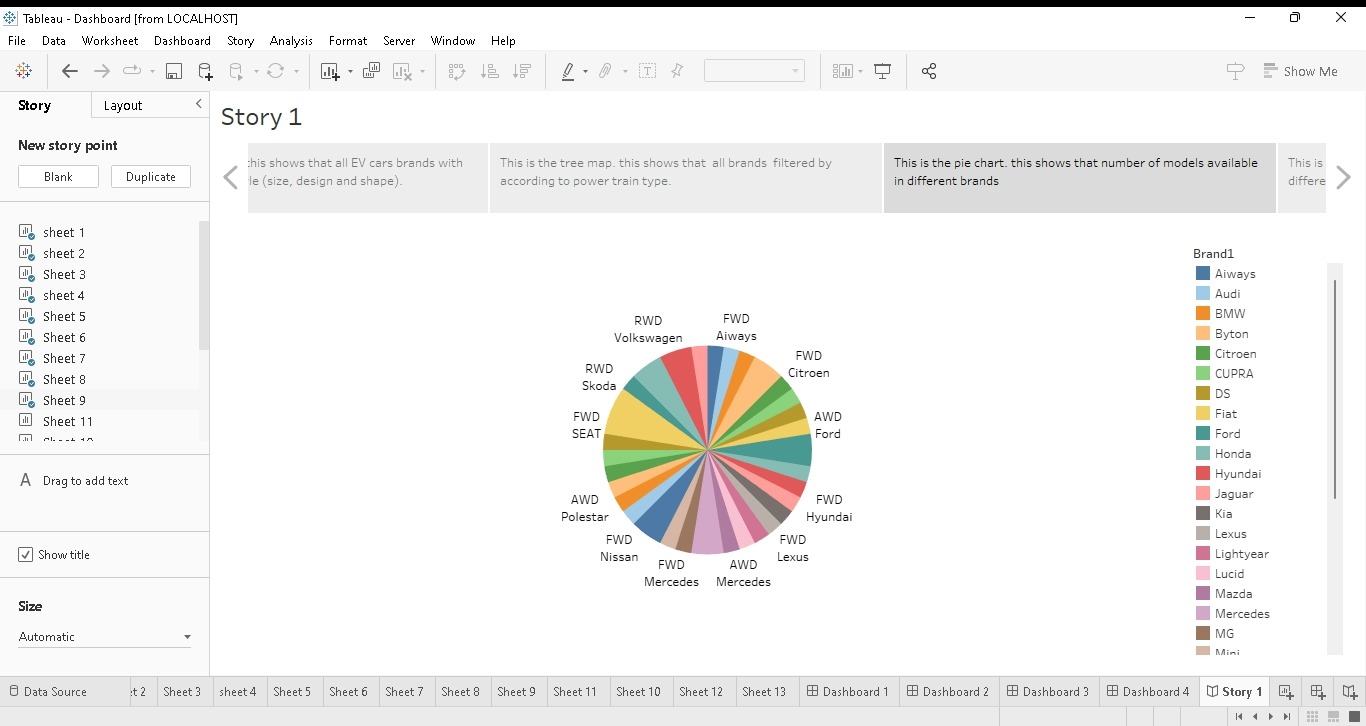 Tableau - Dashboard [from LOCALHOST]
File Data Worksheet Dashboard Story Analysis Format Server Window Help
Show Me
Story Layout
New story point
Blank Duplicate
sheet 1
sheet 2
Sheet 3
sheet 4
Sheet 5
Sheet 6
Sheet 7
Sheet 8
Sheet 9
Sheet 11
A Drag to add text
Show title
Size
Automatic
Story 1
this shows that all EV cars brands with
le (size, design and shape).
This is the tree map. this shows that all brands filtered by
according to power train type.
This is the pie chart. this shows that number of models available
in different brands
This is
differe
RWD
Volkswagen
FWD
Aiways
FWD
Citroen
RWD
Skoda
FWD
SEAT
AWD
Ford
AWD
Polestar
FWD
Hyundai
FWD
Nissan
FWD
Lexus
FWD
Mercedes
AWD
Mercedes
Brand1
Aiways
Audi
BMW
Byton
Citroen
CUPRA
DS
Fiat
Ford
Honda
Hyundai
Jaguar
Kia
Lexus
Lightyear
Lucid
Mazda
Mercedes
MG
Mini
Data Source et 2 Sheet 3 sheet 4 Sheet 5 Sheet 6 Sheet 7 Sheet 8 Sheet 9 Sheet 11 Sheet 10 Sheet 12 Sheet 13 Dashboard 1 Dashboard 2 Dashboard 3 Dashboard 4 Story 1